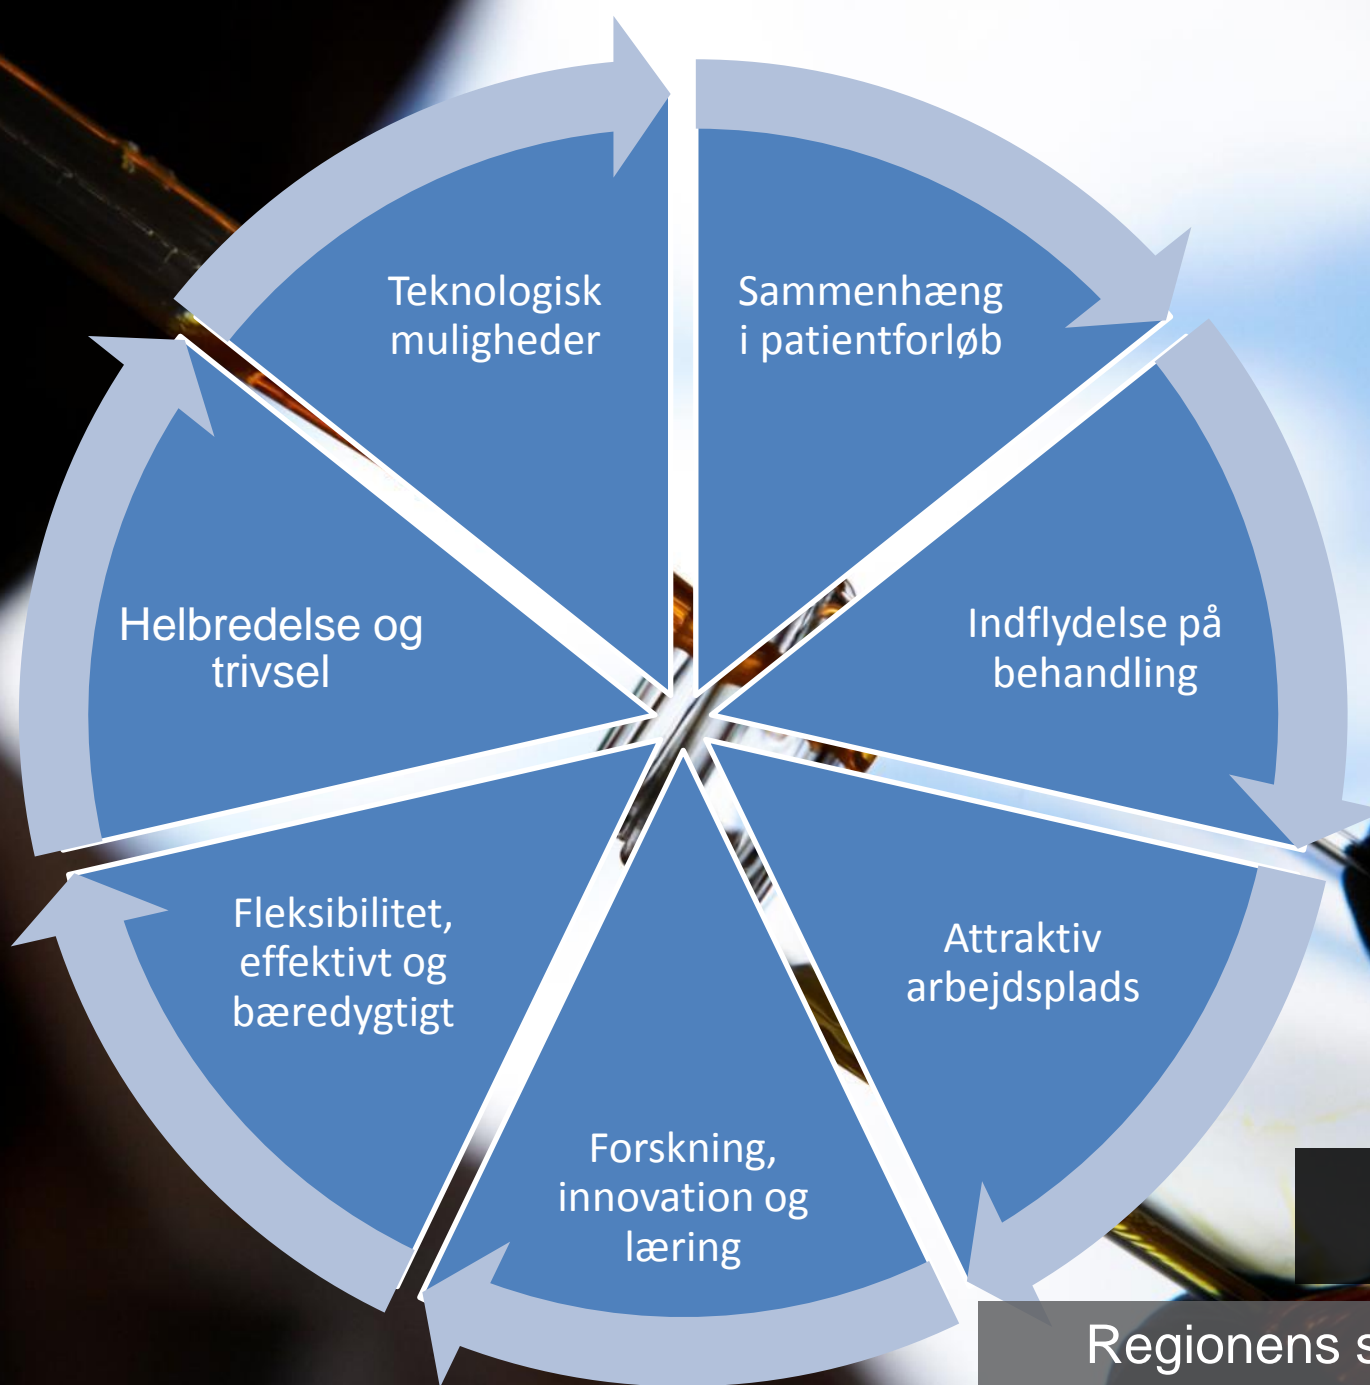 Teknologisk
muligheder
Sammenhæng
i patientforløb
Helbredelse og
trivsel
Indflydelse på
behandling
Fleksibilitet,
effektivt og
bæredygtigt
Attraktiv
arbejdsplads
Forskning,
innovation og
læring
Regionens